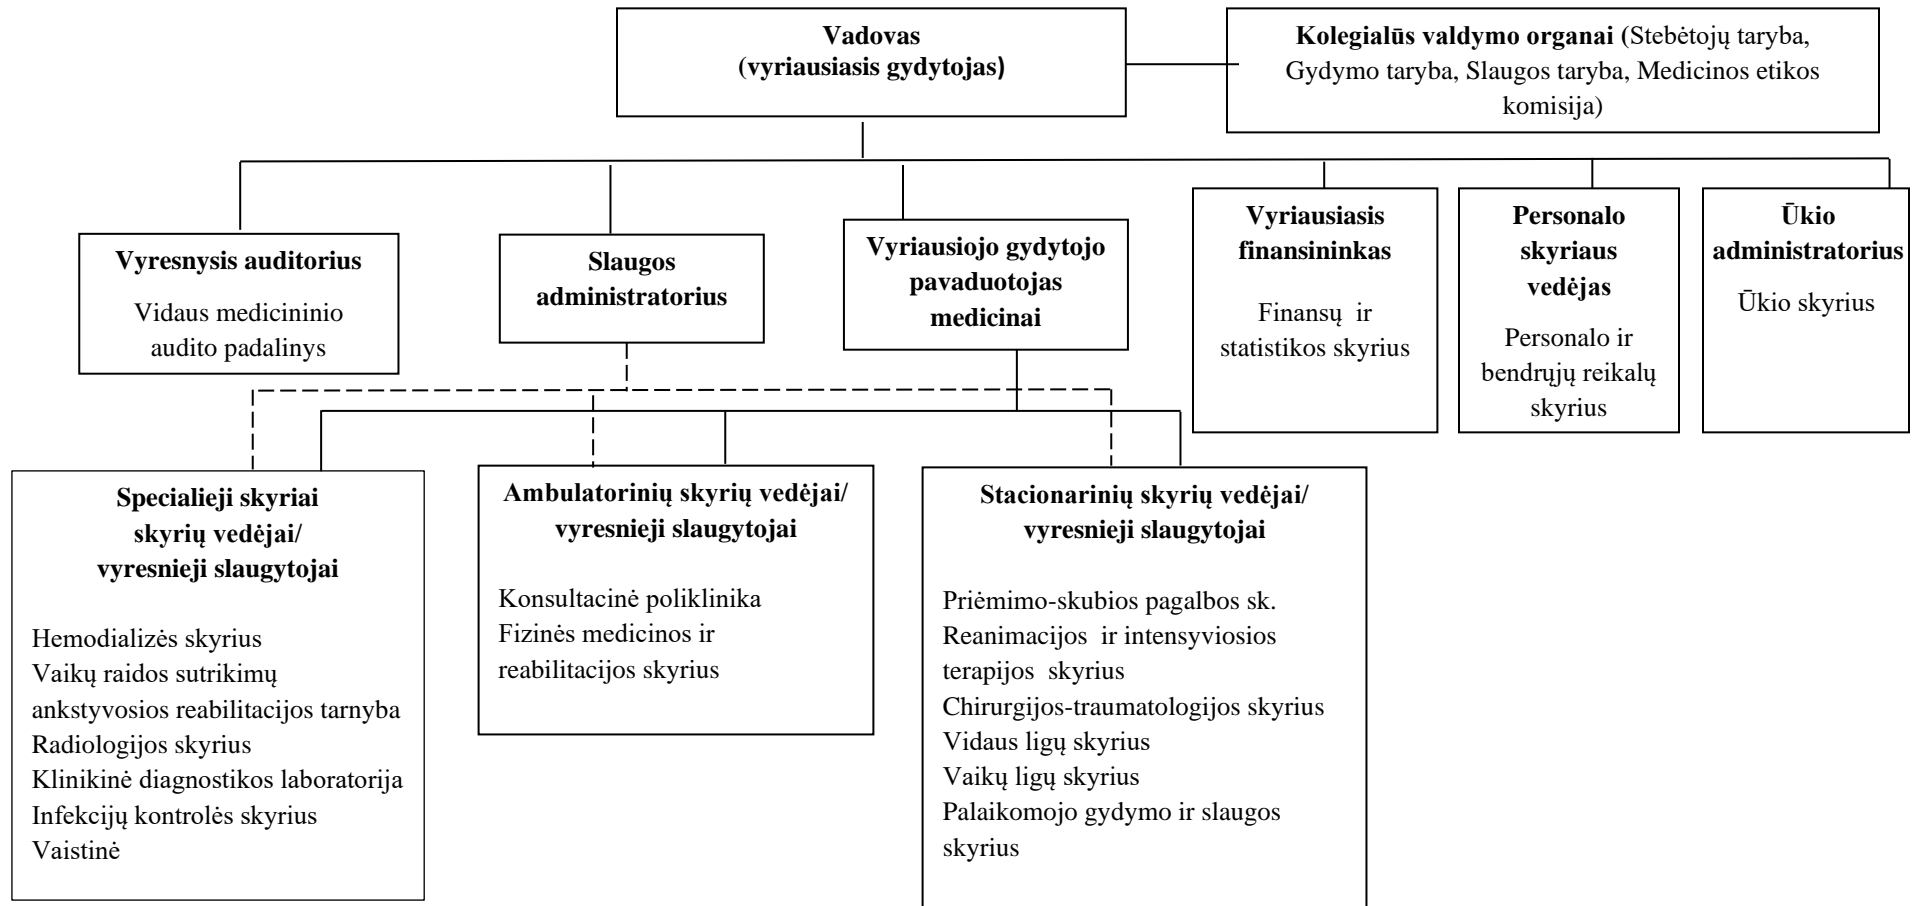 Vadovas
(vyriausiasis gydytojas)
Kolegialūs valdymo organai (Stebėtojų taryba,
Gydymo taryba, Slaugos taryba, Medicinos etikos
komisija)
Vyresnysis auditorius
Vidaus medicininio
audito padalinys
Slaugos
administratorius
Vyriausiojo gydytojo
pavaduotojas
medicinai
Vyriausiasis
finansininkas
Finansų ir
statistikos skyrius
Personalo
skyriaus
vedėjas
Personalo ir
bendrųjų reikalų
skyrius
Ūkio
administratorius
Ūkio skyrius
Specialieji skyriai
skyrių vedėjai/
vyresnieji slaugytojai
Hemodializės skyrius
Vaikų raidos sutrikimų
ankstyvosios reabilitacijos tarnyba
Radiologijos skyrius
Klinikinė diagnostikos laboratorija
Infekcijų kontrolės skyrius
Vaistinė
Ambulatorinių skyrių vedėjai/
vyresnieji slaugytojai
Konsultacinė poliklinika
Fizinės medicinos ir
reabilitacijos skyrius
Stacionarinių skyrių vedėjai/
vyresnieji slaugytojai
Priėmimo-skubios pagalbos sk.
Reanimacijos ir intensyviosios
terapijos skyrius
Chirurgijos-traumatologijos skyrius
Vidaus ligų skyrius
Vaikų ligų skyrius
Palaikomojo gydymo ir slaugos
skyrius